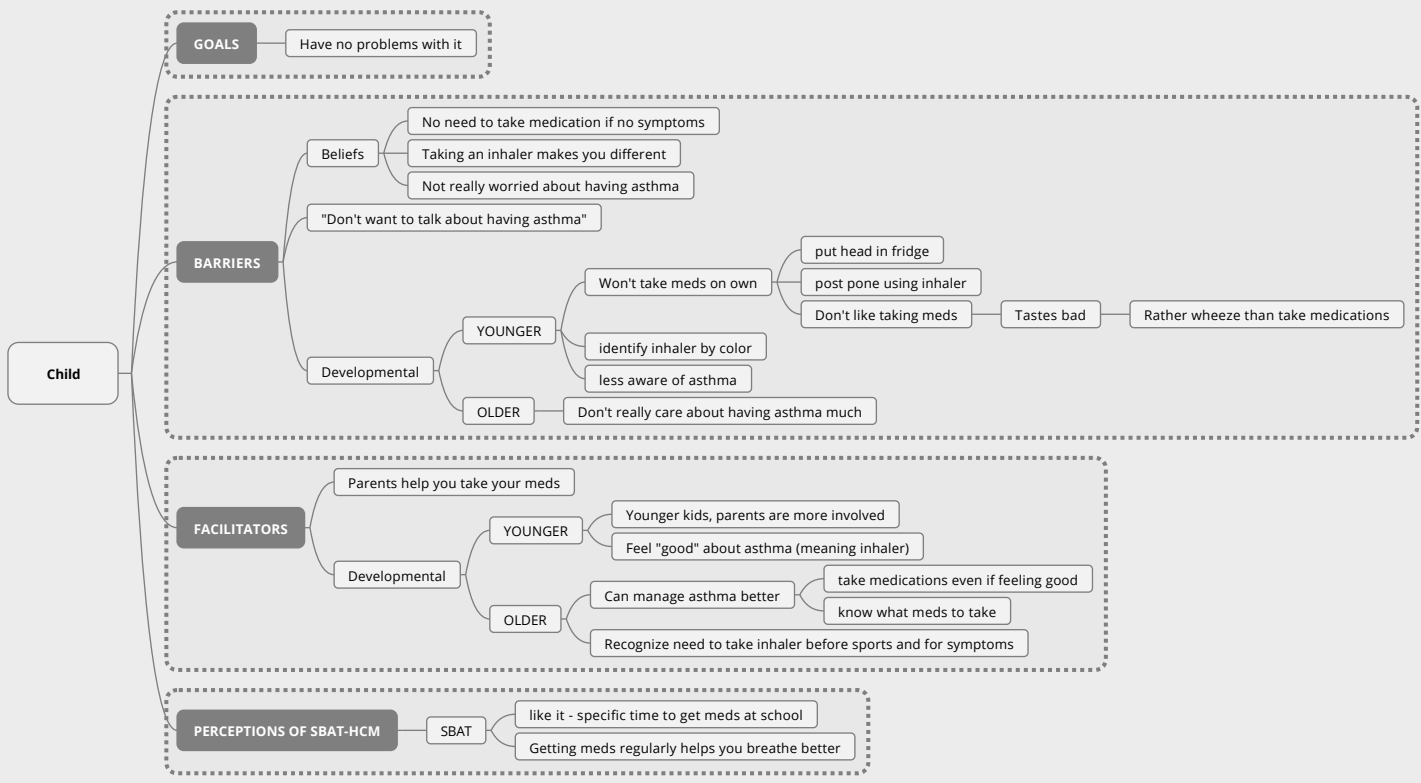 Child
GOALS
Have no problems with it
BARRIERS
Beliefs
No need to take medication if no symptoms
Taking an inhaler makes you different
Not really worried about having asthma
"Don't want to talk about having asthma"
Developmental
YOUNGER
Won't take meds on own
put head in fridge
post pone using inhaler
Don't like taking meds
Tastes bad
Rather wheeze than take medications
identify inhaler by color
less aware of asthma
OLDER
Don't really care about having asthma much
FACILITATORS
Parents help you take your meds
Developmental
YOUNGER
Younger kids, parents are more involved
Feel "good" about asthma (meaning inhaler)
OLDER
Can manage asthma better
take medications even if feeling good
know what meds to take
Recognize need to take inhaler before sports and for symptoms
PERCEPTIONS OF SBAT-HCM
SBAT
like it - specific time to get meds at school
Getting meds regularly helps you breathe better